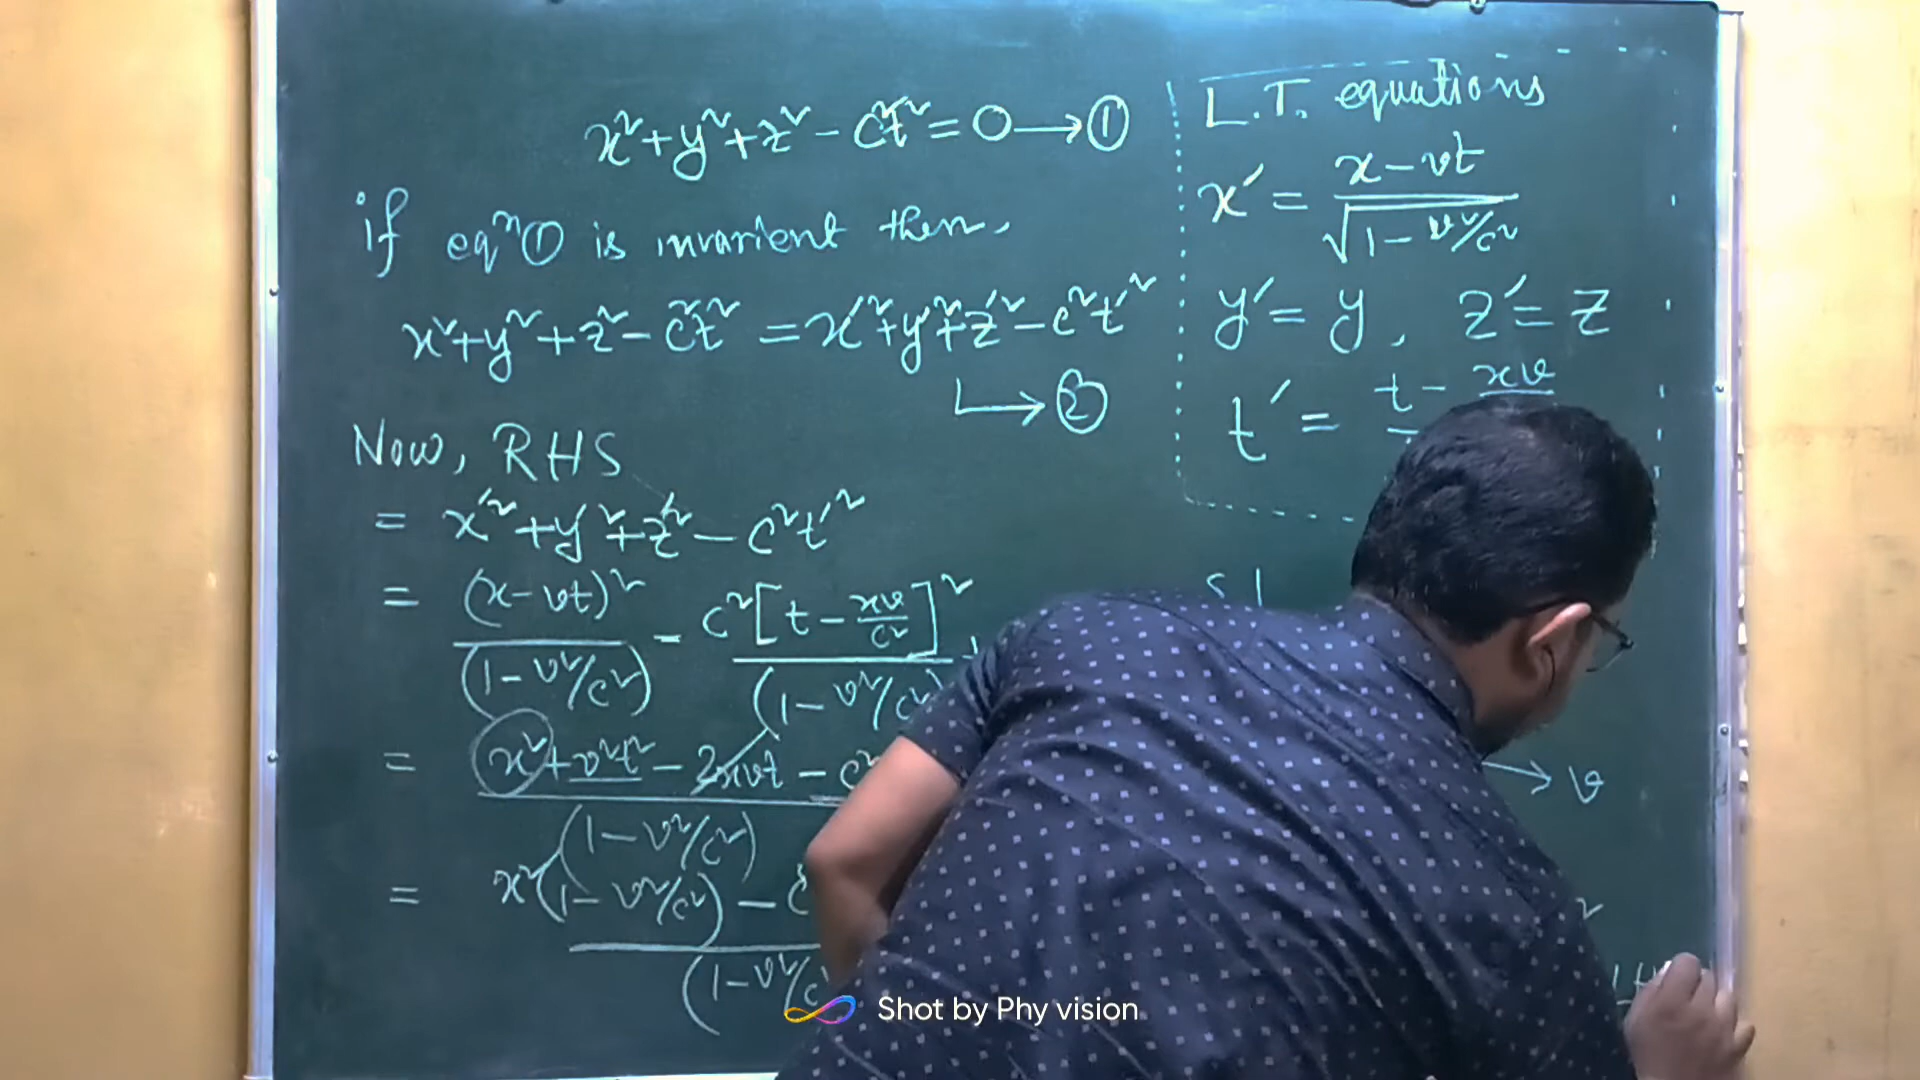 x² + y² + z² - c²t² = 0 → ①
if eqⁿ ① is invarient then,
x² + y² + z² - c²t² = x'² + y'² + z'² - c²t'²
↳ ②
Now, RHS
= x'² + y'² + z'² - c²t'²
= (x-vt)² / (1-v²/c²) - c²[t - xv/c²]² / (1-v²/c²)
= x² + v²t² - 2xvt - c²
(1-v²/c²)
= x²(1-v²/c²) - c
(1-v²/c
L.T. equations
x' = x-vt / √1-v²/c²
y' = y, z' = z
t' = t - xv
S
→ v
Shot by Phy vision